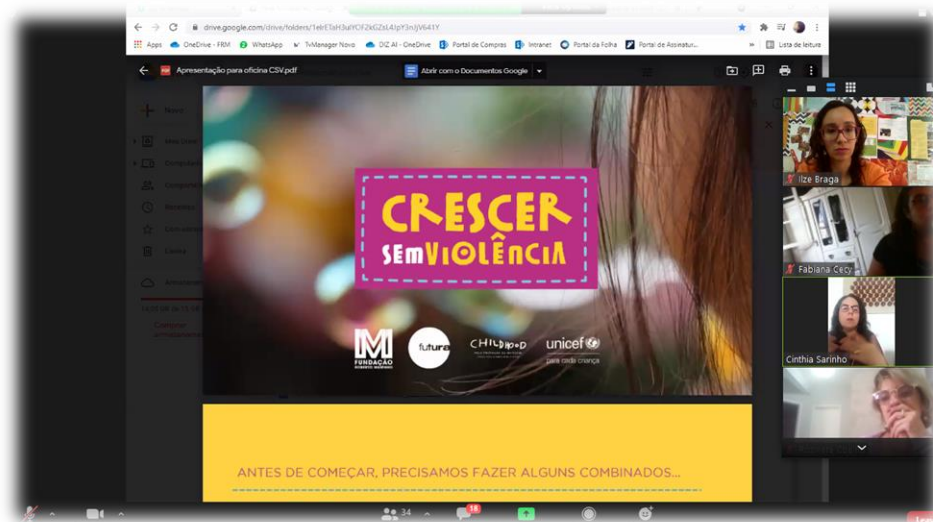 drive.google.com/drive/folders/
Apps OneDrive - FRM WhatsApp TvManager Novo DIZ AI - OneDrive Portal de Compras Intranet Portal da Folha Portal de Assinatur... » Lista de leitura
Apresentação para oficina CSV.pdf
Abrir com o Documentos Google
Novo
CRESCER
SEM VIOLÊNCIA
FUNDAÇÃO
ROBERTO MARINHO
futura
CHILDHOOD
unicef
para cada criança
ANTES DE COMEÇAR, PRECISAMOS FAZER ALGUNS COMBINADOS...
Ilze Braga
Fabiana Cecy
Cinthia Sarinho
34
18